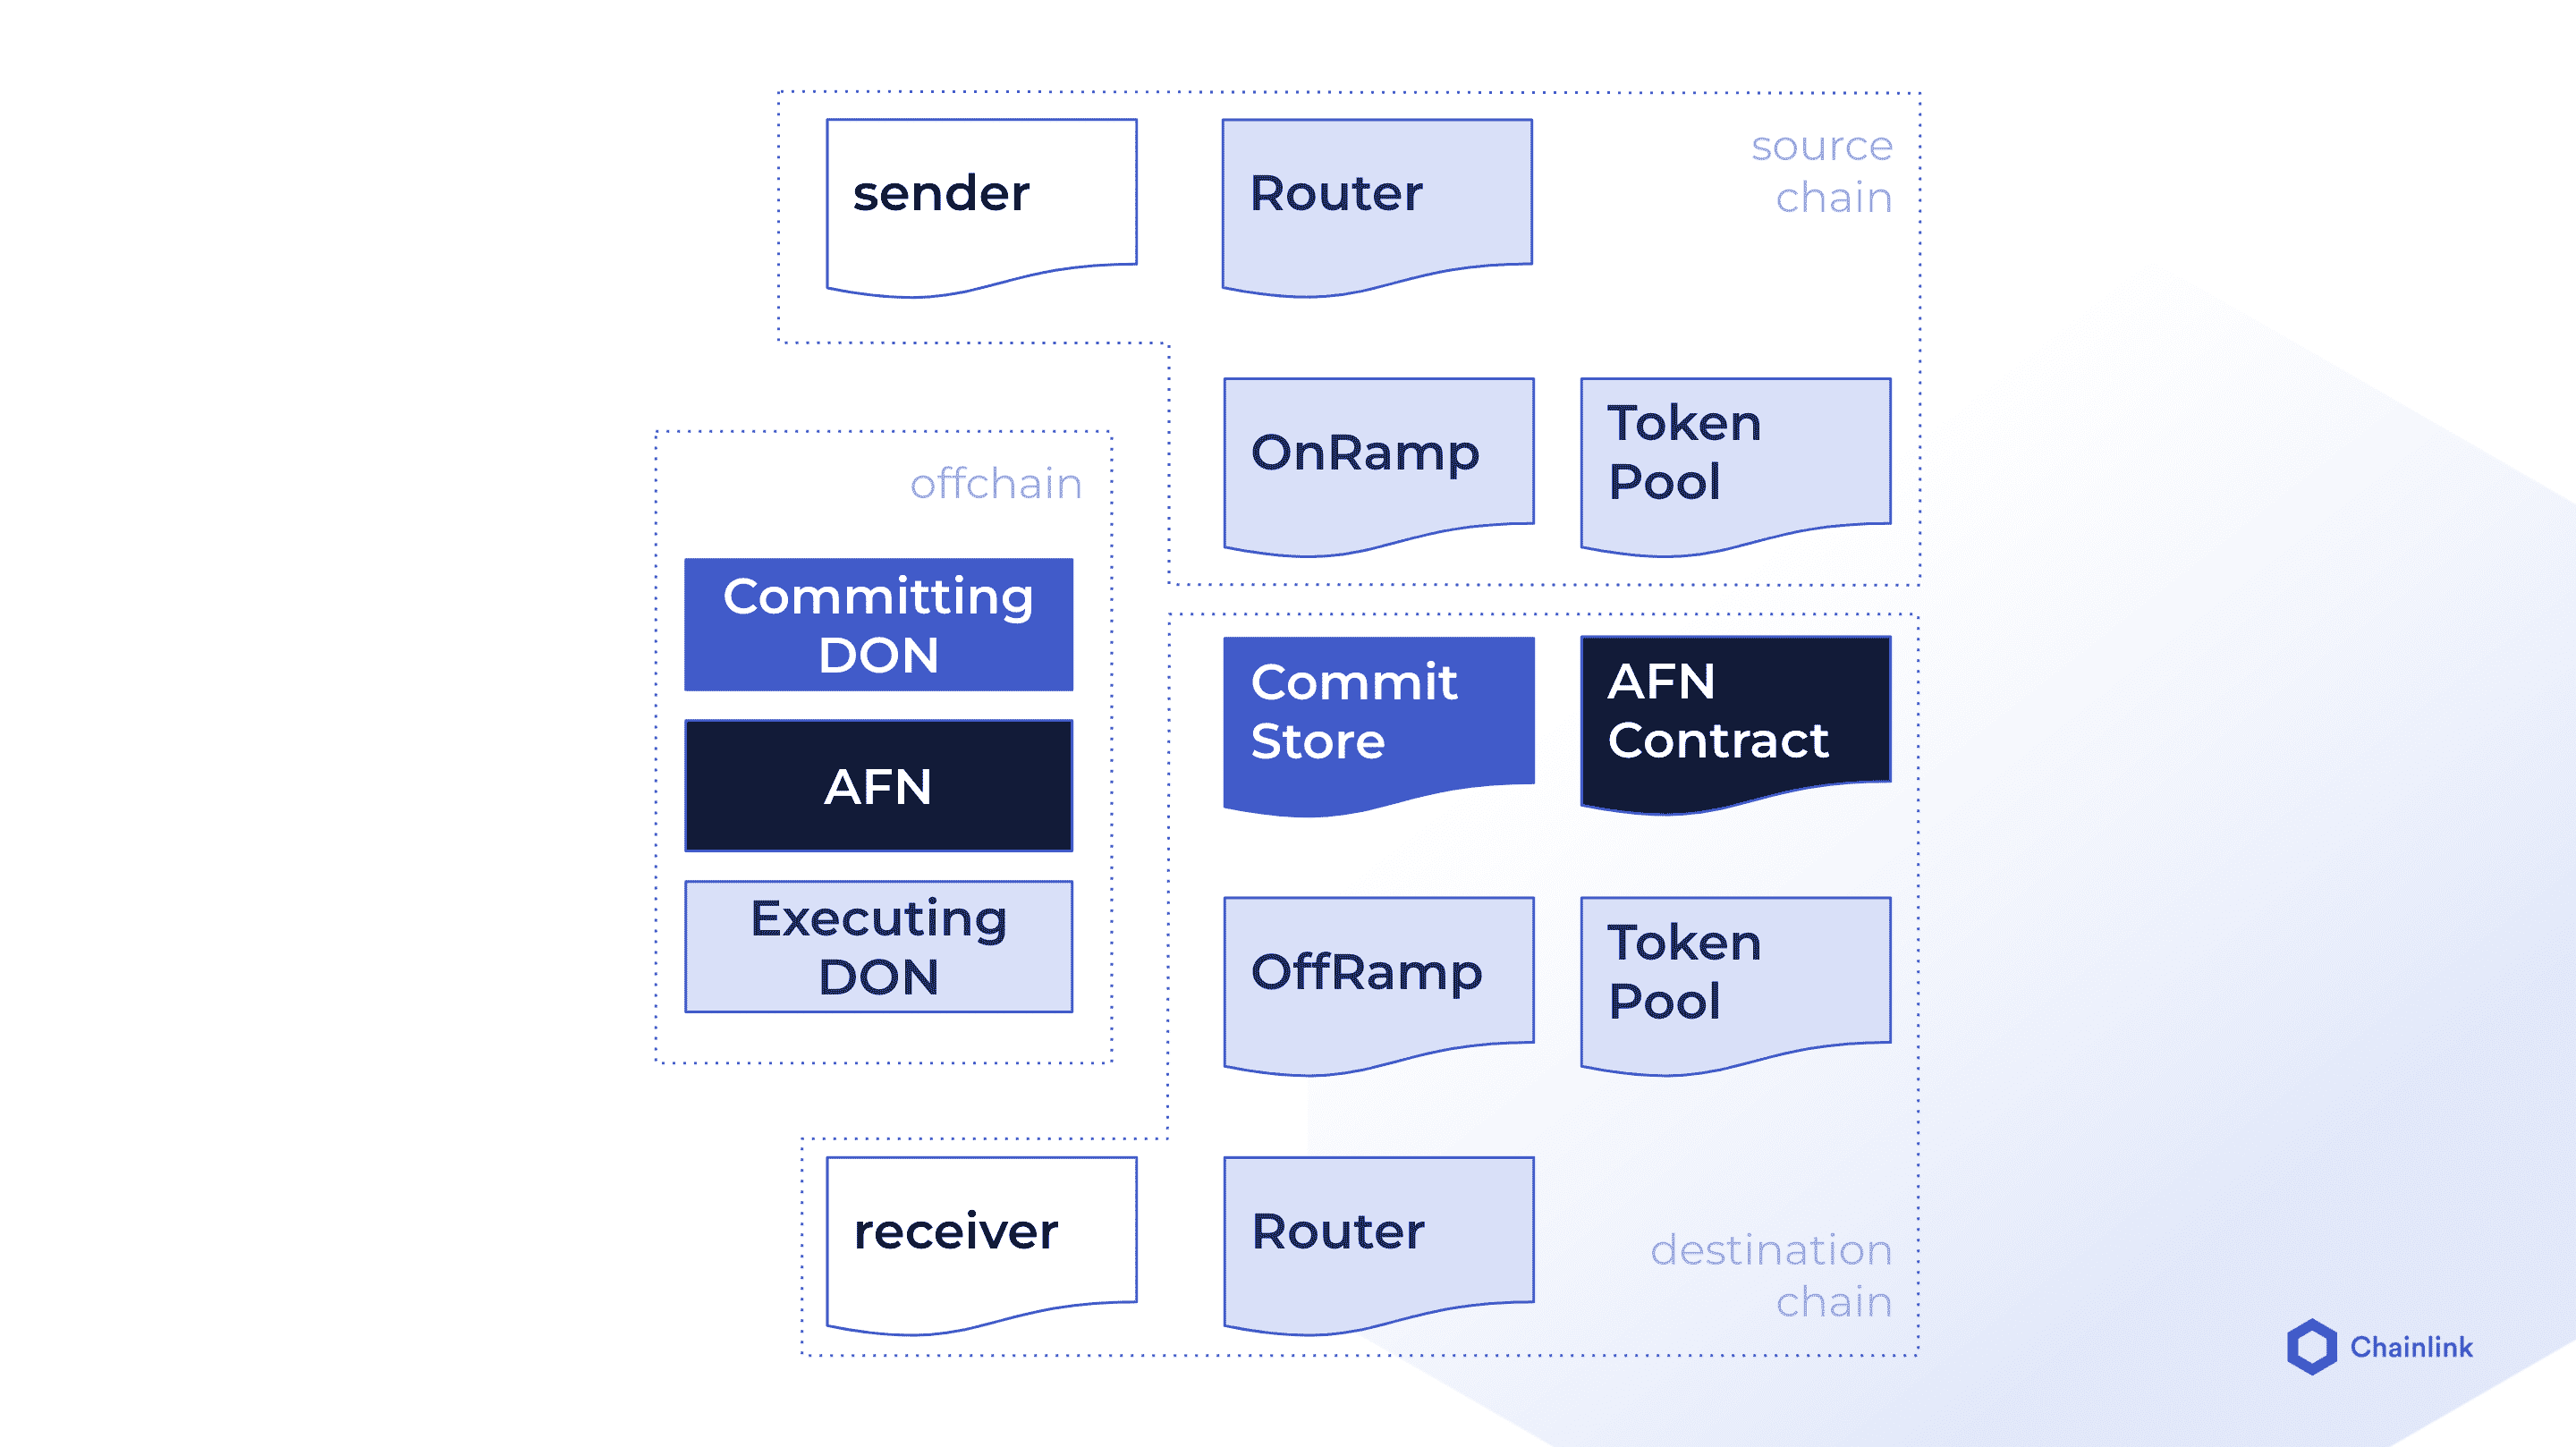 sender
Router
source
chain
OnRamp
Token
Pool
offchain
Committing
DON
AFN
Executing
DON
Commit
Store
AFN
Contract
OffRamp
Token
Pool
receiver
Router
destination
chain
Chainlink